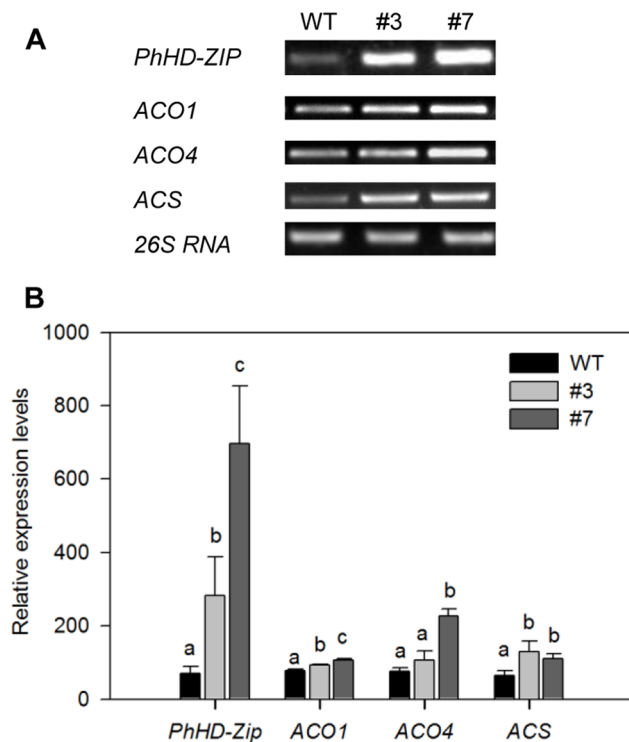 A
WT #3 #7
PhHD-ZIP
ACO1
ACO4
ACS
26S RNA
B
Relative expression levels
1000
800
600
400
200
0
WT
#3
#7
a b c
a b c
a a b
a b b
PhHD-Zip ACO1 ACO4 ACS